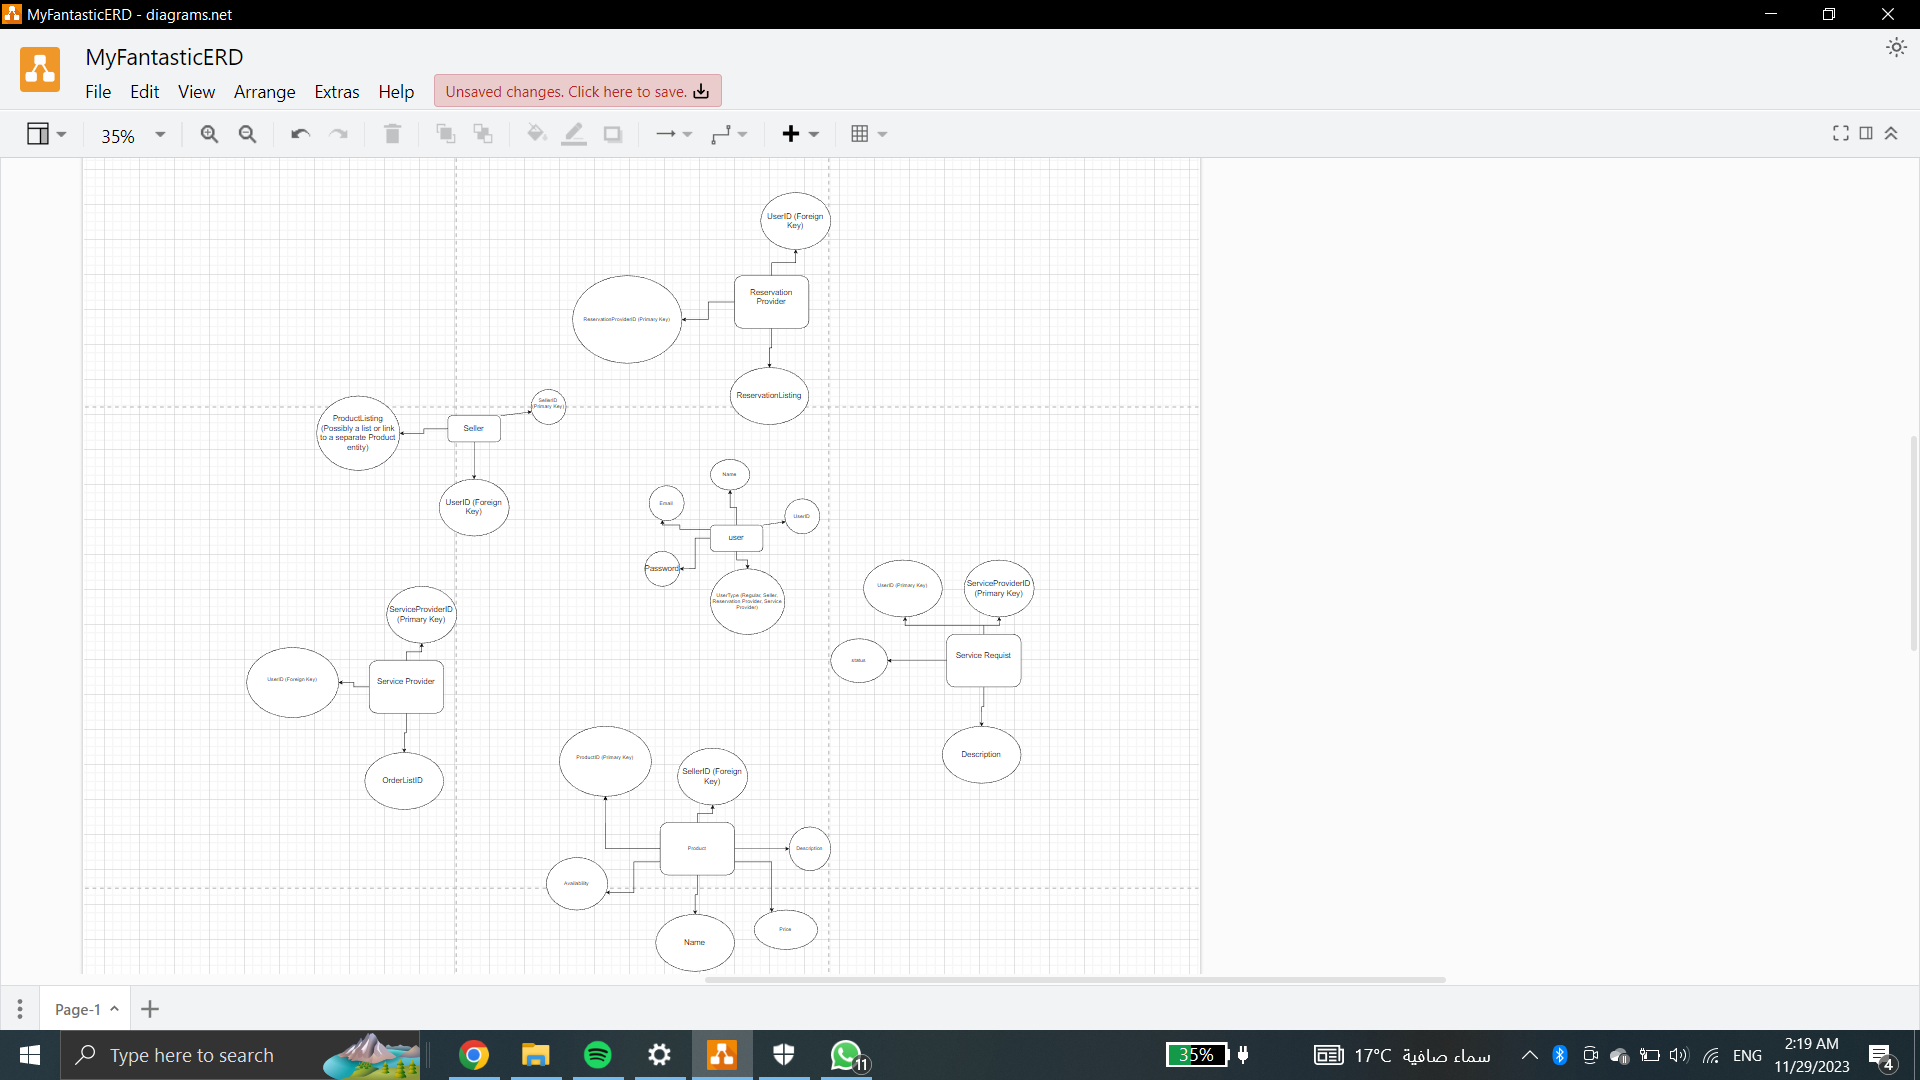 MyFantasticERD - diagrams.net
MyFantasticERD
File Edit View Arrange Extras Help
Unsaved changes. Click here to save.
35%
UserID (Foreign
Key)
Reservation
Provider
ReservationProviderID (Primary Key)
ReservationListing
SellerID
(Primary Key)
ProductListing
(Possibly a list or link
to a separate Product
entity)
Seller
UserID (Foreign
Key)
Name
Email
UserID
user
Password
UserType (Regular, Seller,
Reservation Provider, Service
Provider)
UserID (Primary Key)
ServiceProviderID
(Primary Key)
Service Requist
status
Description
ServiceProviderID
(Primary Key)
UserID (Foreign Key)
Service Provider
OrderListID
ProductID (Primary Key)
SellerID (Foreign
Key)
Product
Description
Availability
Name
Price
Page-1
Type here to search
11
35%
17°C سماء صافية
ENG
2:19 AM
11/29/2023
4